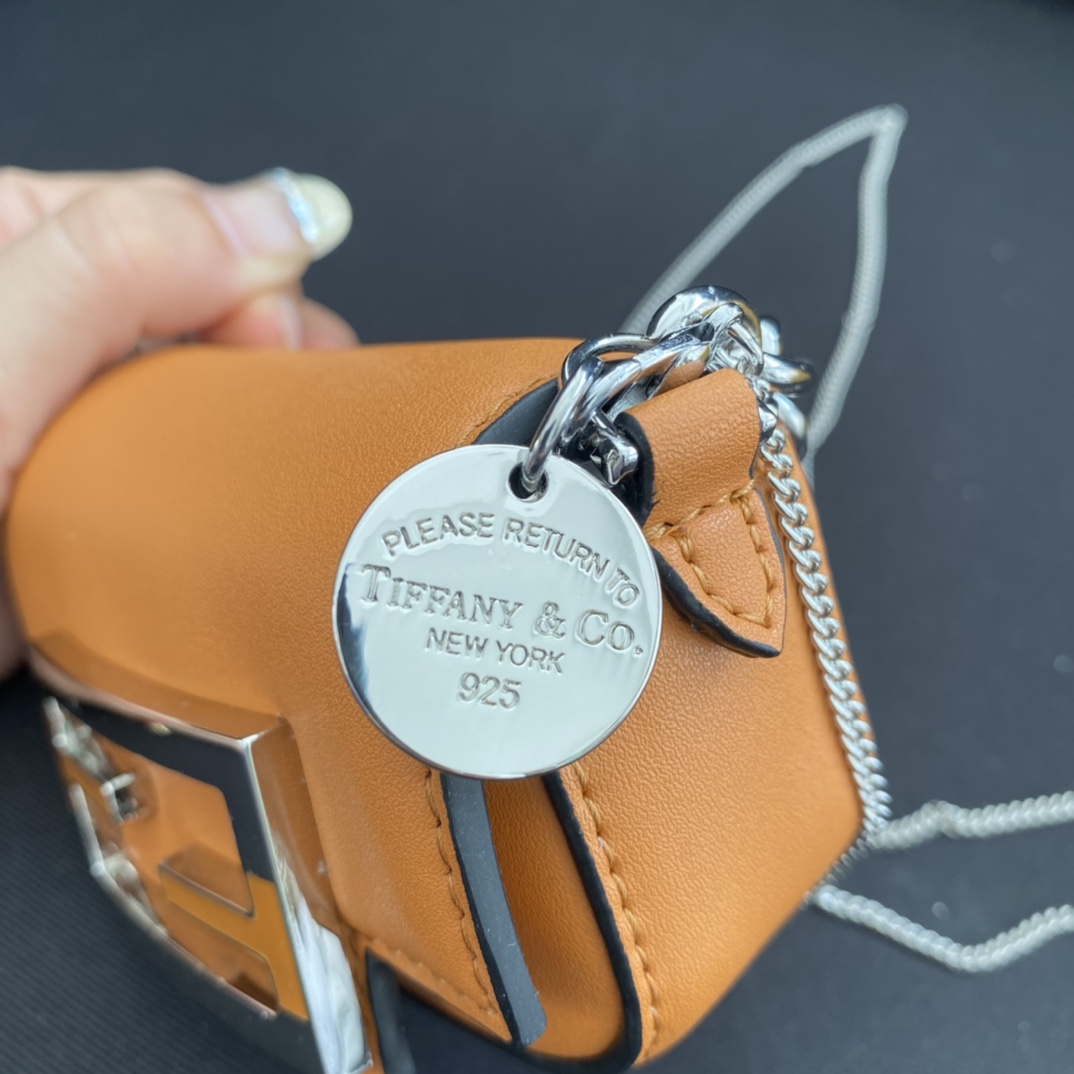 PLEASE RETURN TO
TIFFANY & CO.
NEW YORK
925